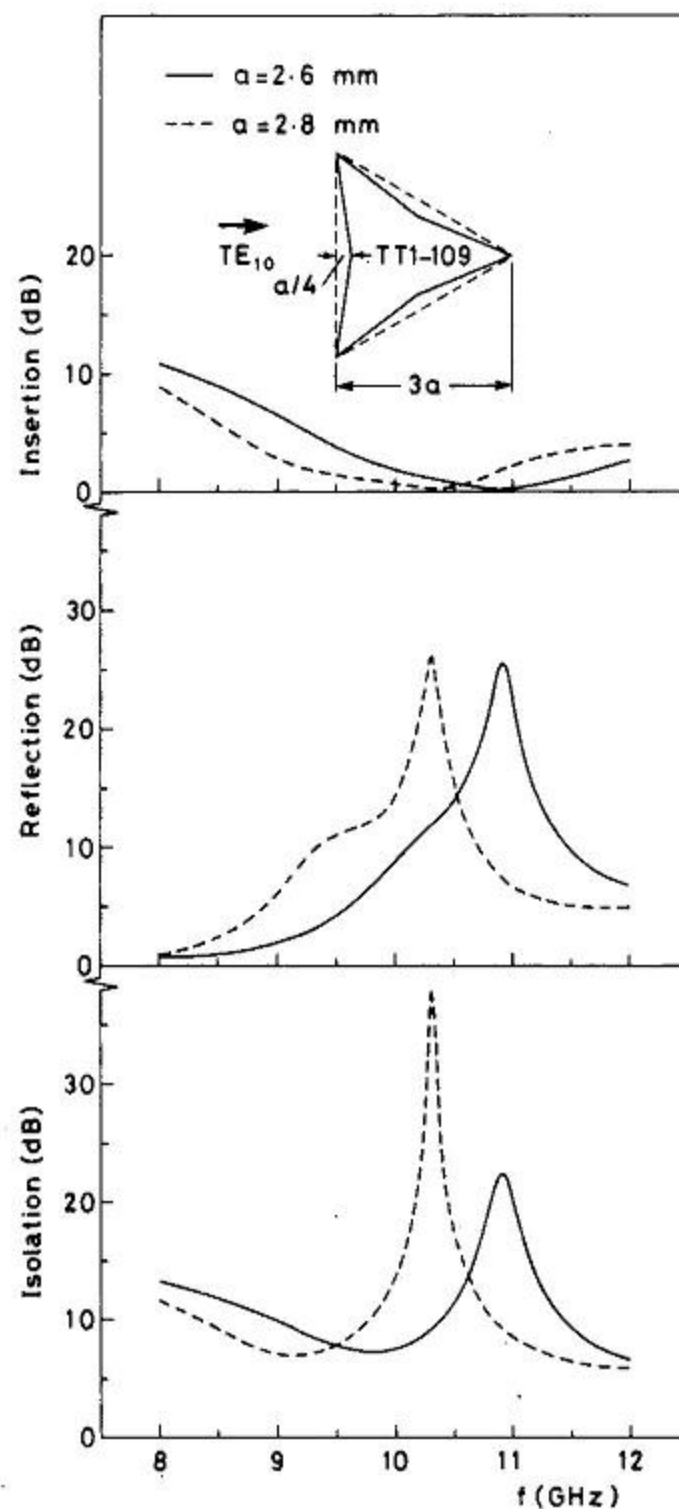 a=2·6 mm
a=2·8 mm
TE10
a/4
TT1-109
3a
Insertion (dB)
20
10
0
Reflection (dB)
30
20
10
0
Isolation (dB)
30
20
10
0
8 9 10 11 12
f (GHz)